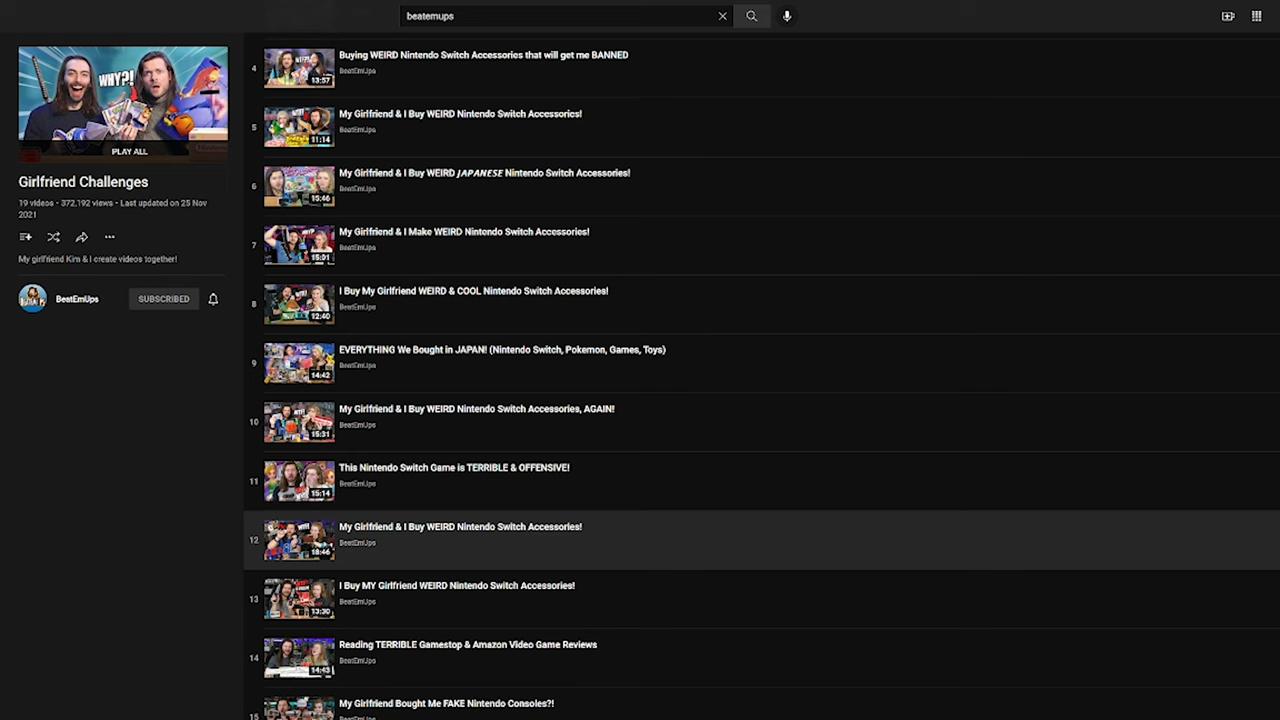 beatemups
WHY?!
PLAY ALL
Girlfriend Challenges
19 videos • 372,192 views • Last updated on 25 Nov
2021
My girlfriend Kim & I create videos together!
BeatEmUps
SUBSCRIBED
4
13:57
Buying WEIRD Nintendo Switch Accessories that will get me BANNED
BeatEmUps
5
11:14
My Girlfriend & I Buy WEIRD Nintendo Switch Accessories!
BeatEmUps
6
15:46
My Girlfriend & I Buy WEIRD JAPANESE Nintendo Switch Accessories!
BeatEmUps
7
15:01
My Girlfriend & I Make WEIRD Nintendo Switch Accessories!
BeatEmUps
8
12:40
I Buy My Girlfriend WEIRD & COOL Nintendo Switch Accessories!
BeatEmUps
9
14:42
EVERYTHING We Bought in JAPAN! (Nintendo Switch, Pokemon, Games, Toys)
BeatEmUps
10
15:31
My Girlfriend & I Buy WEIRD Nintendo Switch Accessories, AGAIN!
BeatEmUps
11
15:14
This Nintendo Switch Game is TERRIBLE & OFFENSIVE!
BeatEmUps
12
18:46
My Girlfriend & I Buy WEIRD Nintendo Switch Accessories!
BeatEmUps
13
13:30
I Buy MY Girlfriend WEIRD Nintendo Switch Accessories!
BeatEmUps
14
14:43
Reading TERRIBLE Gamestop & Amazon Video Game Reviews
BeatEmUps
15
My Girlfriend Bought Me FAKE Nintendo Consoles?!
BeatEmUps